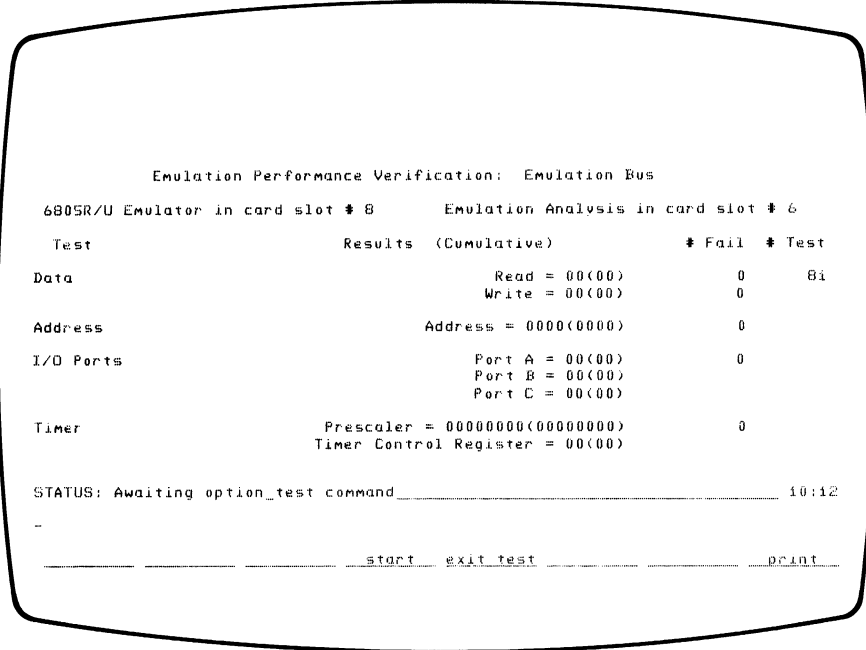 Emulation Performance Verification: Emulation Bus
6805R/U Emulator in card slot # 8 Emulation Analysis in card slot # 6
Test Results (Cumulative) # Fail # Test
Data Read = 00(00) 0 81
Write = 00(00) 0
Address Address = 0000(0000) 0
I/O Ports Port A = 00(00) 0
Port B = 00(00)
Port C = 00(00)
Timer Prescaler = 00000000(00000000) 0
Timer Control Register = 00(00)
STATUS: Awaiting option_test command 10:12
_
start exit test print